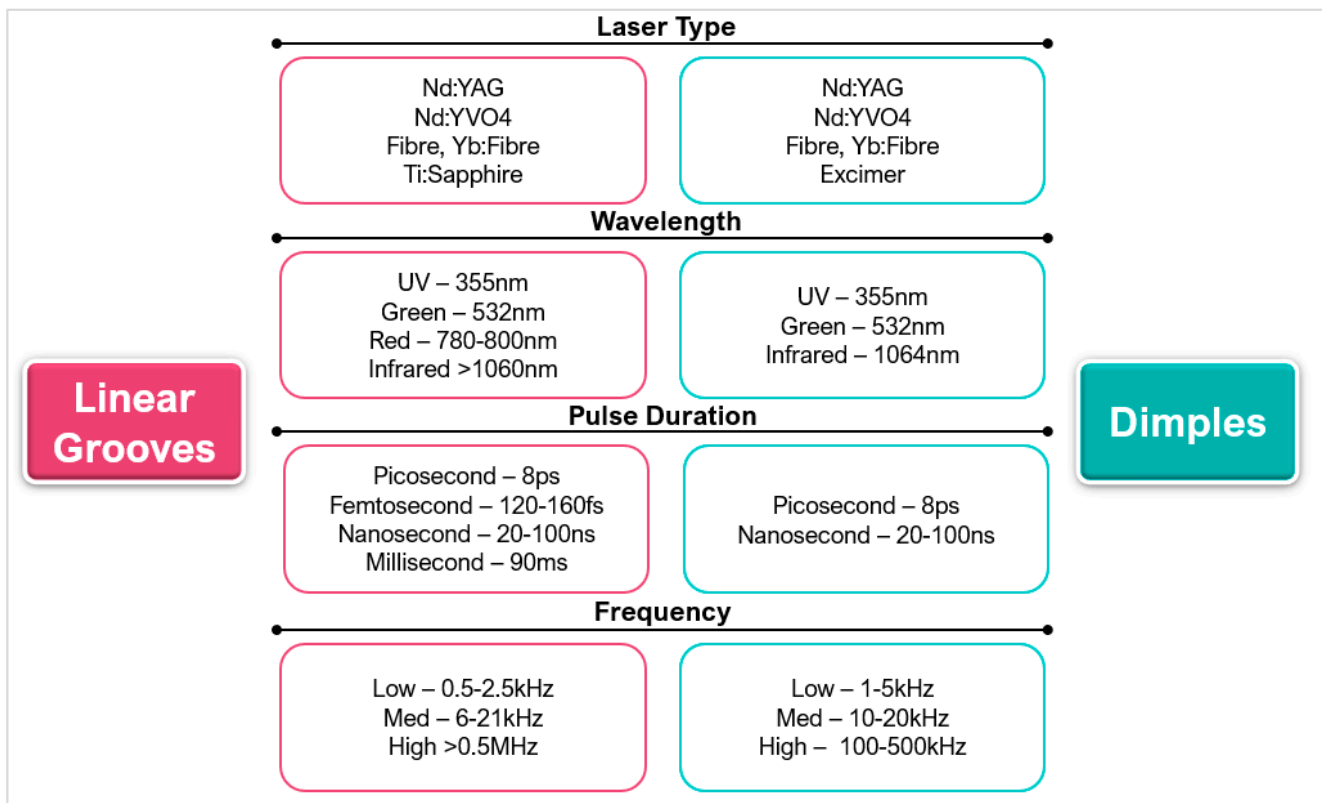 Laser Type
Nd:YAG
Nd:YVO4
Fibre, Yb:Fibre
Ti:Sapphire
Nd:YAG
Nd:YVO4
Fibre, Yb:Fibre
Excimer
Wavelength
UV – 355nm
Green – 532nm
Red – 780-800nm
Infrared >1060nm
UV – 355nm
Green – 532nm
Infrared – 1064nm
Linear
Grooves
Dimples
Pulse Duration
Picosecond – 8ps
Femtosecond – 120-160fs
Nanosecond – 20-100ns
Millisecond – 90ms
Picosecond – 8ps
Nanosecond – 20-100ns
Frequency
Low – 0.5-2.5kHz
Med – 6-21kHz
High >0.5MHz
Low – 1-5kHz
Med – 10-20kHz
High – 100-500kHz